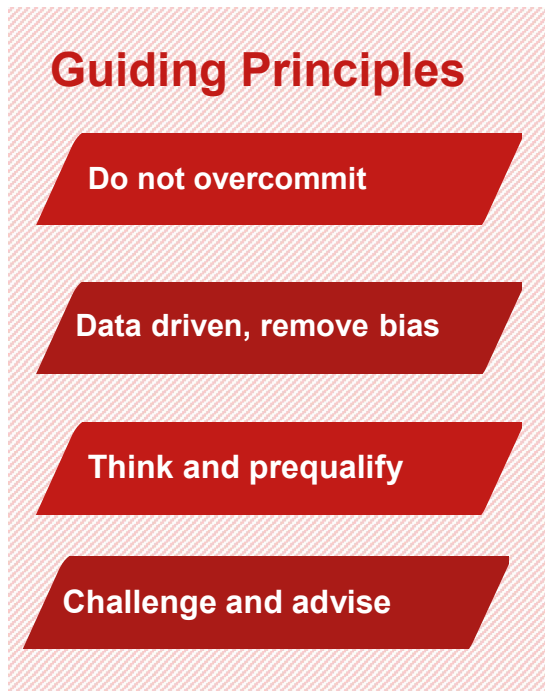 Guiding Principles
Do not overcommit
Data driven, remove bias
Think and prequalify
Challenge and advise